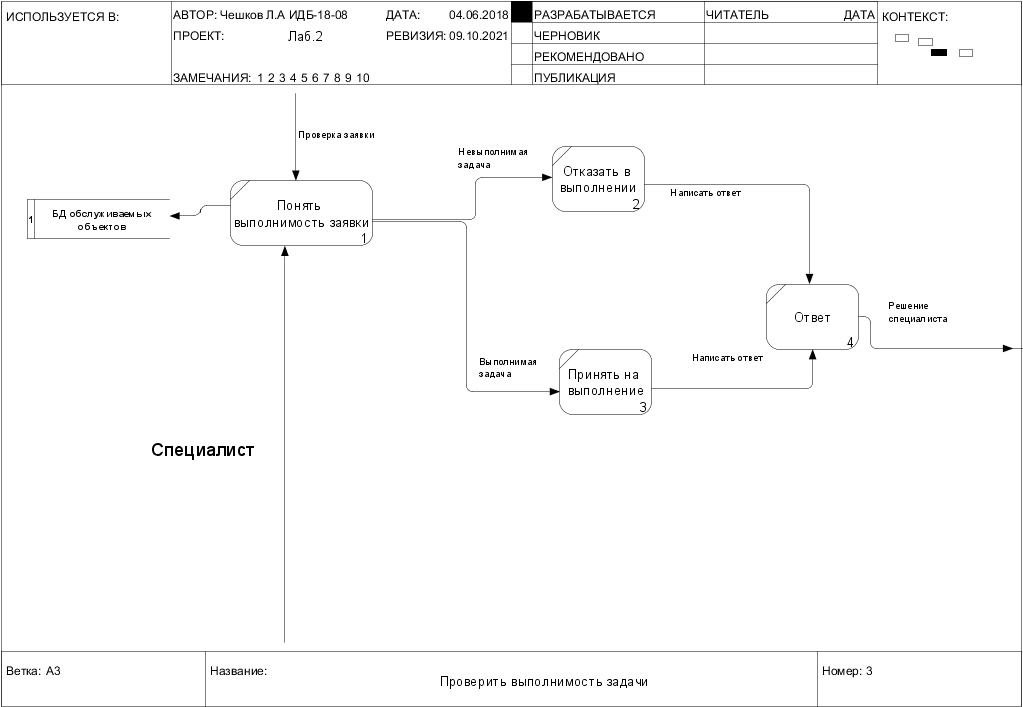 ИСПОЛЬЗУЕТСЯ В:
АВТОР: Чешков Л.А ИДБ-18-08
ДАТА: 04.06.2018
ПРОЕКТ: Лаб.2
РЕВИЗИЯ: 09.10.2021
ЗАМЕЧАНИЯ: 1 2 3 4 5 6 7 8 9 10
РАЗРАБАТЫВАЕТСЯ
ЧЕРНОВИК
РЕКОМЕНДОВАНО
ПУБЛИКАЦИЯ
ЧИТАТЕЛЬ ДАТА
КОНТЕКСТ:
Проверка заявки
1
БД обслуживаемых
объектов
Понять
выполнимость заявки
1
Невыполнимая
задача
Отказать в
выполнении
2
Написать ответ
Ответ
4
Решение
специалиста
Выполнимая
задача
Принять на
выполнение
3
Написать ответ
Специалист
Ветка: A3
Название:
Проверить выполнимость задачи
Номер: 3